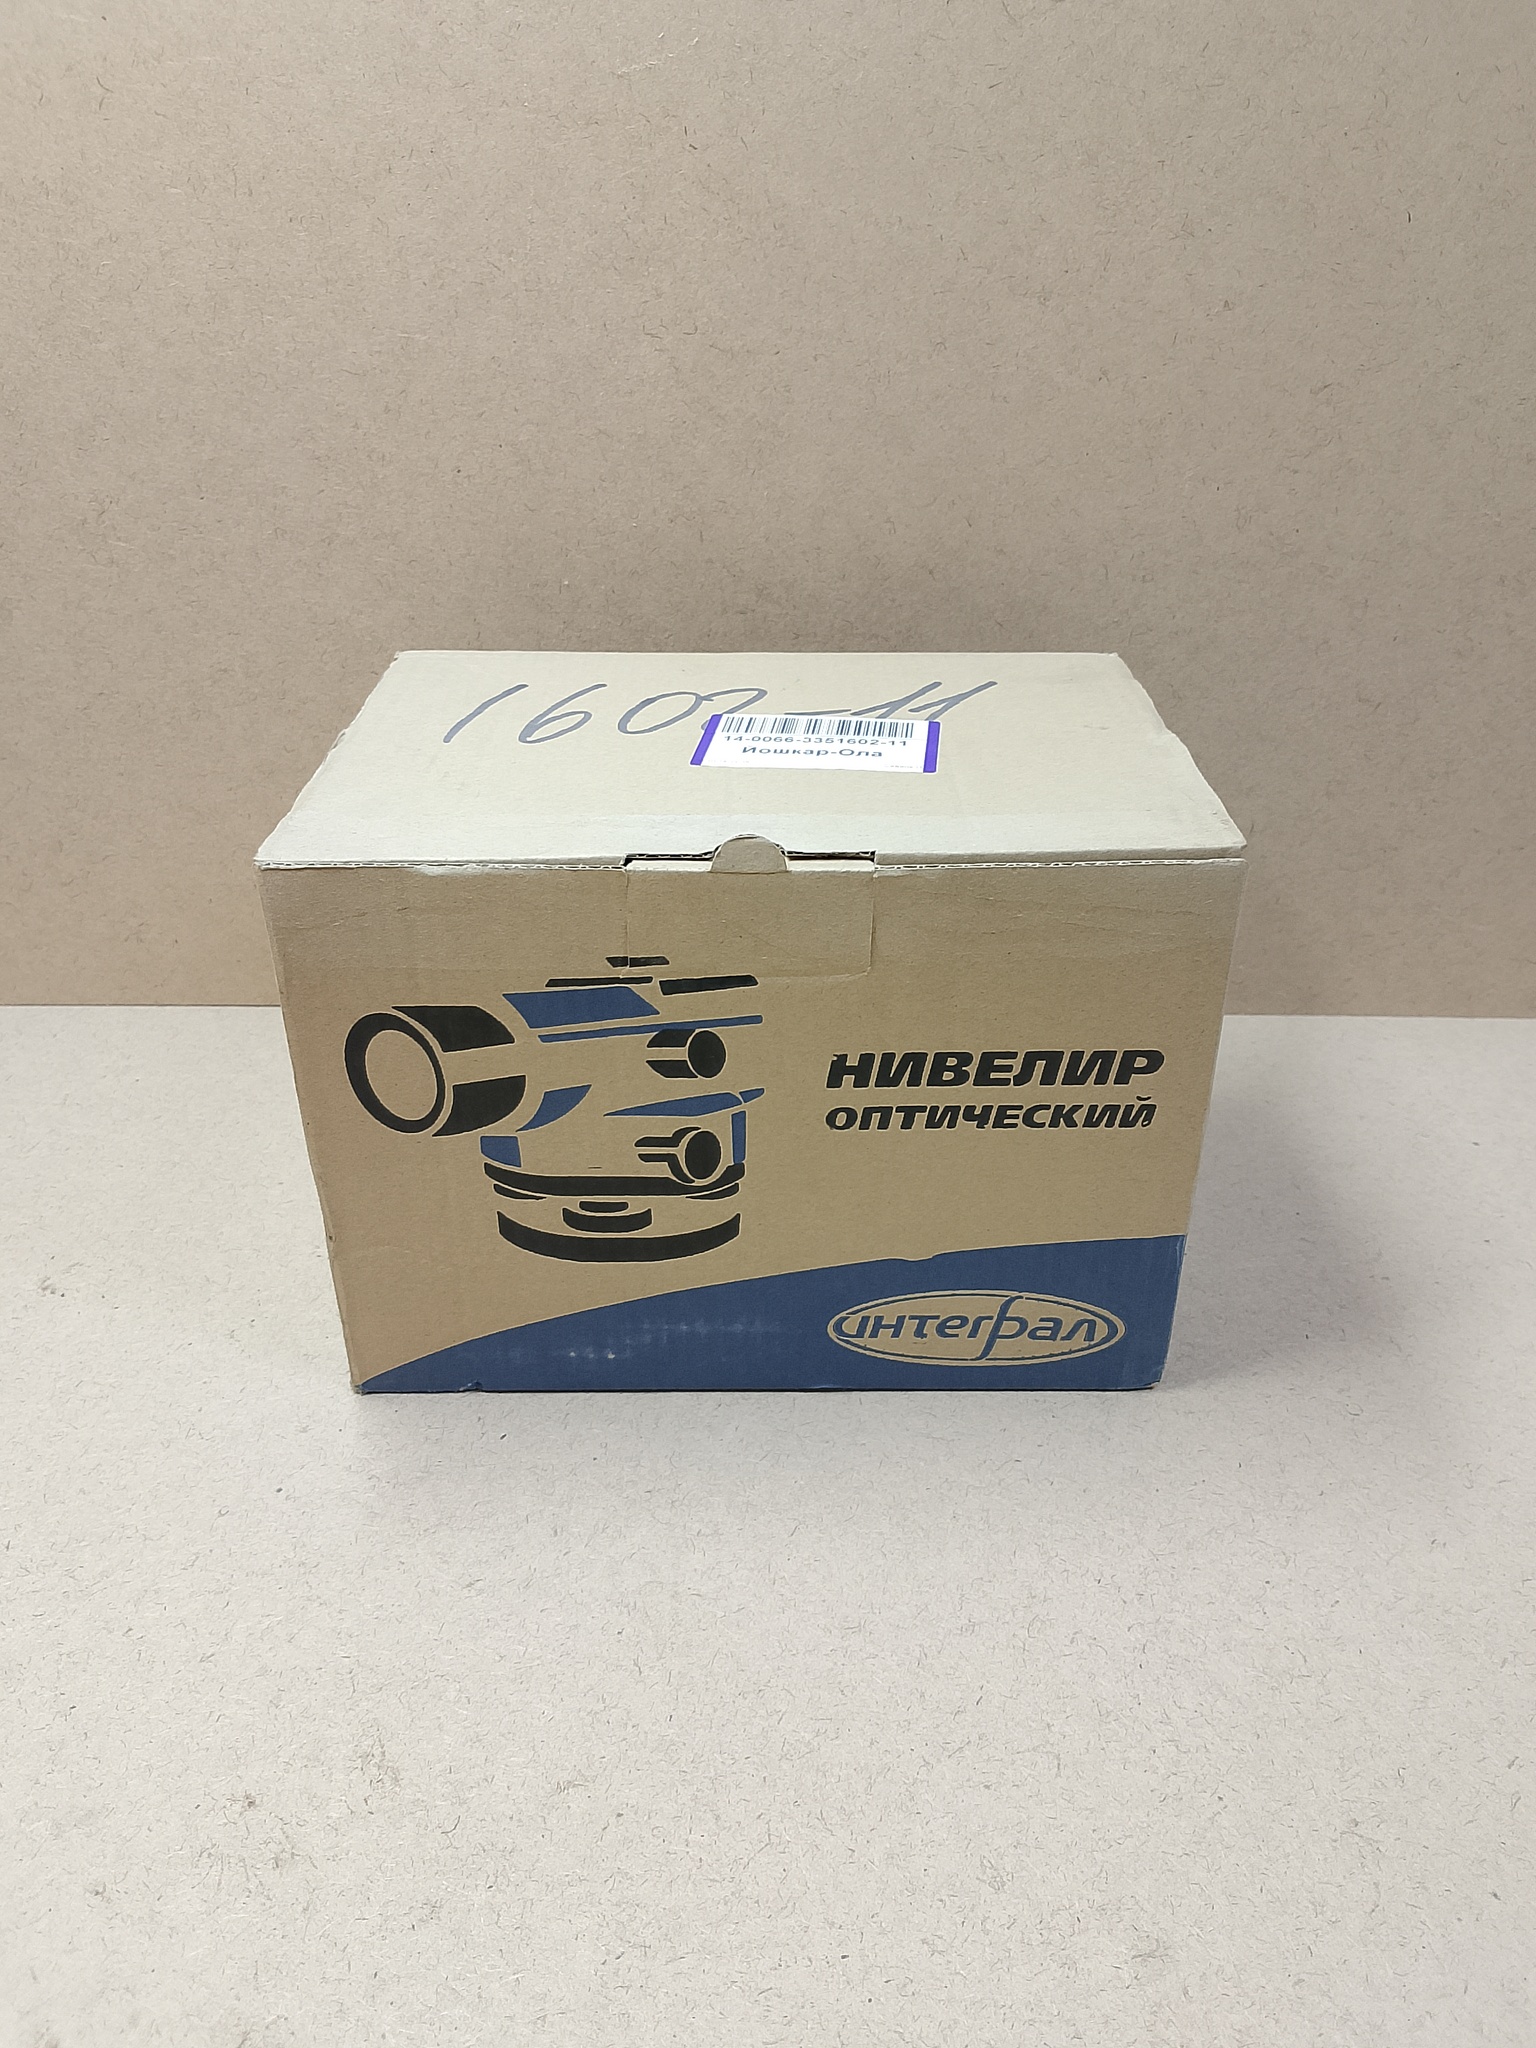 1602-11
14-0066-3351602-11
Йошкар-Ола
НИВЕЛИР
ОПТИЧЕСКИЙ
интеграл